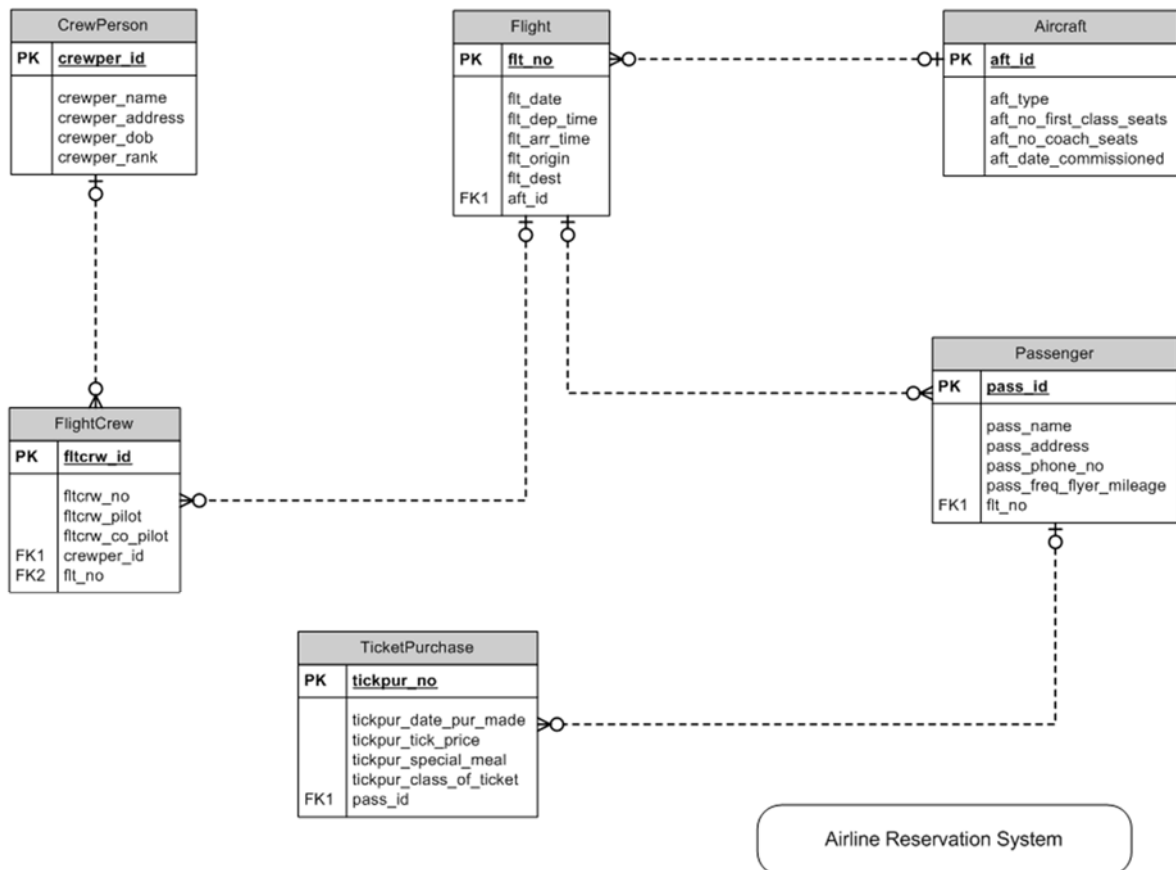 CrewPerson
PK crewper_id
crewper_name
crewper_address
crewper_dob
crewper_rank
Flight
PK flt_no
flt_date
flt_dep_time
flt_arr_time
flt_origin
flt_dest
FK1 aft_id
Aircraft
PK aft_id
aft_type
aft_no_first_class_seats
aft_no_coach_seats
aft_date_commissioned
Passenger
PK pass_id
pass_name
pass_address
pass_phone_no
pass_freq_flyer_mileage
FK1 flt_no
FlightCrew
PK fltcrw_id
fltcrw_no
fltcrw_pilot
fltcrw_co_pilot
FK1 crewper_id
FK2 flt_no
TicketPurchase
PK tickpur_no
tickpur_date_pur_made
tickpur_tick_price
tickpur_special_meal
tickpur_class_of_ticket
FK1 pass_id
Airline Reservation System